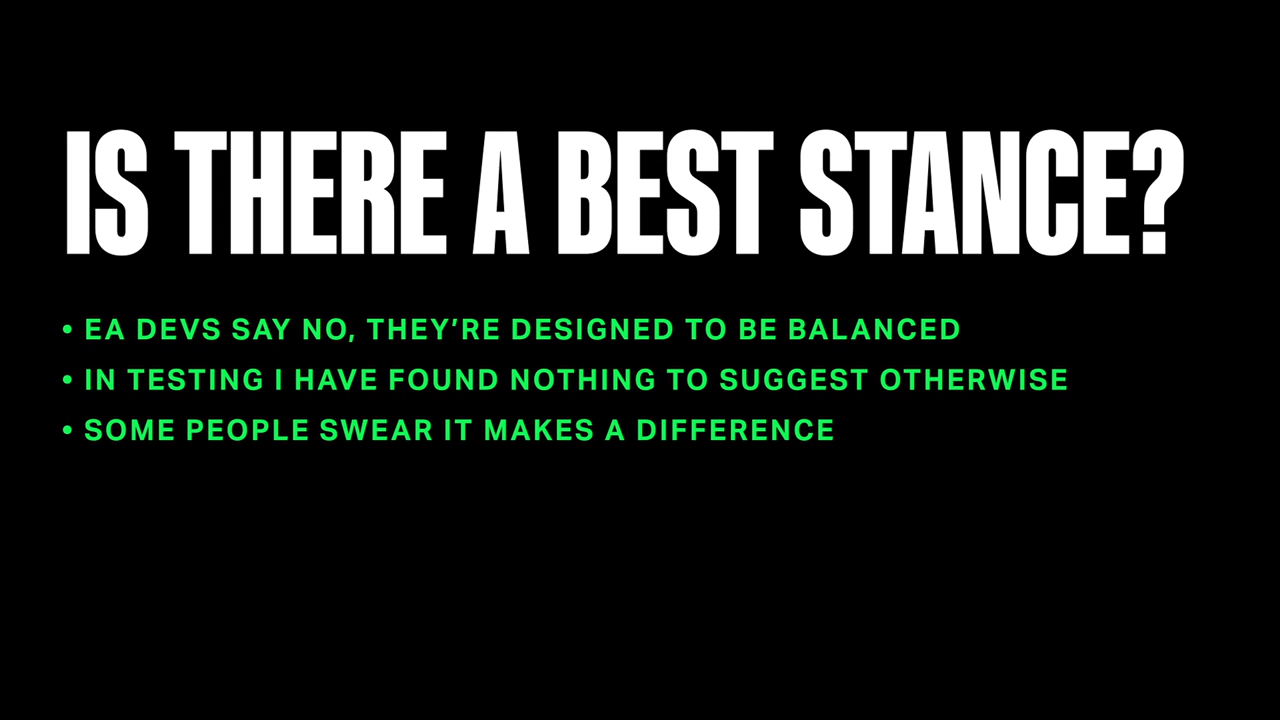 IS THERE A BEST STANCE?
• EA DEVS SAY NO, THEY’RE DESIGNED TO BE BALANCED
• IN TESTING I HAVE FOUND NOTHING TO SUGGEST OTHERWISE
• SOME PEOPLE SWEAR IT MAKES A DIFFERENCE